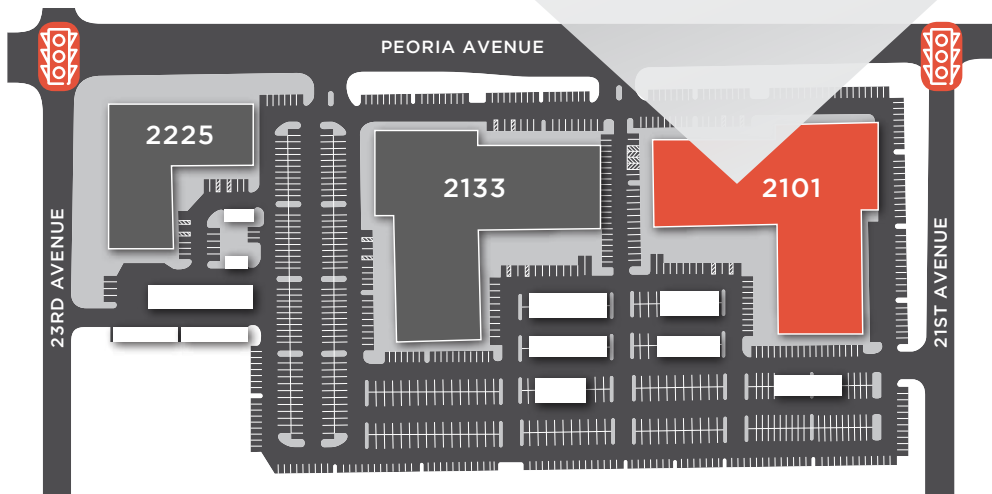 PEORIA AVENUE
2225
2133
2101
23RD AVENUE
21ST AVENUE